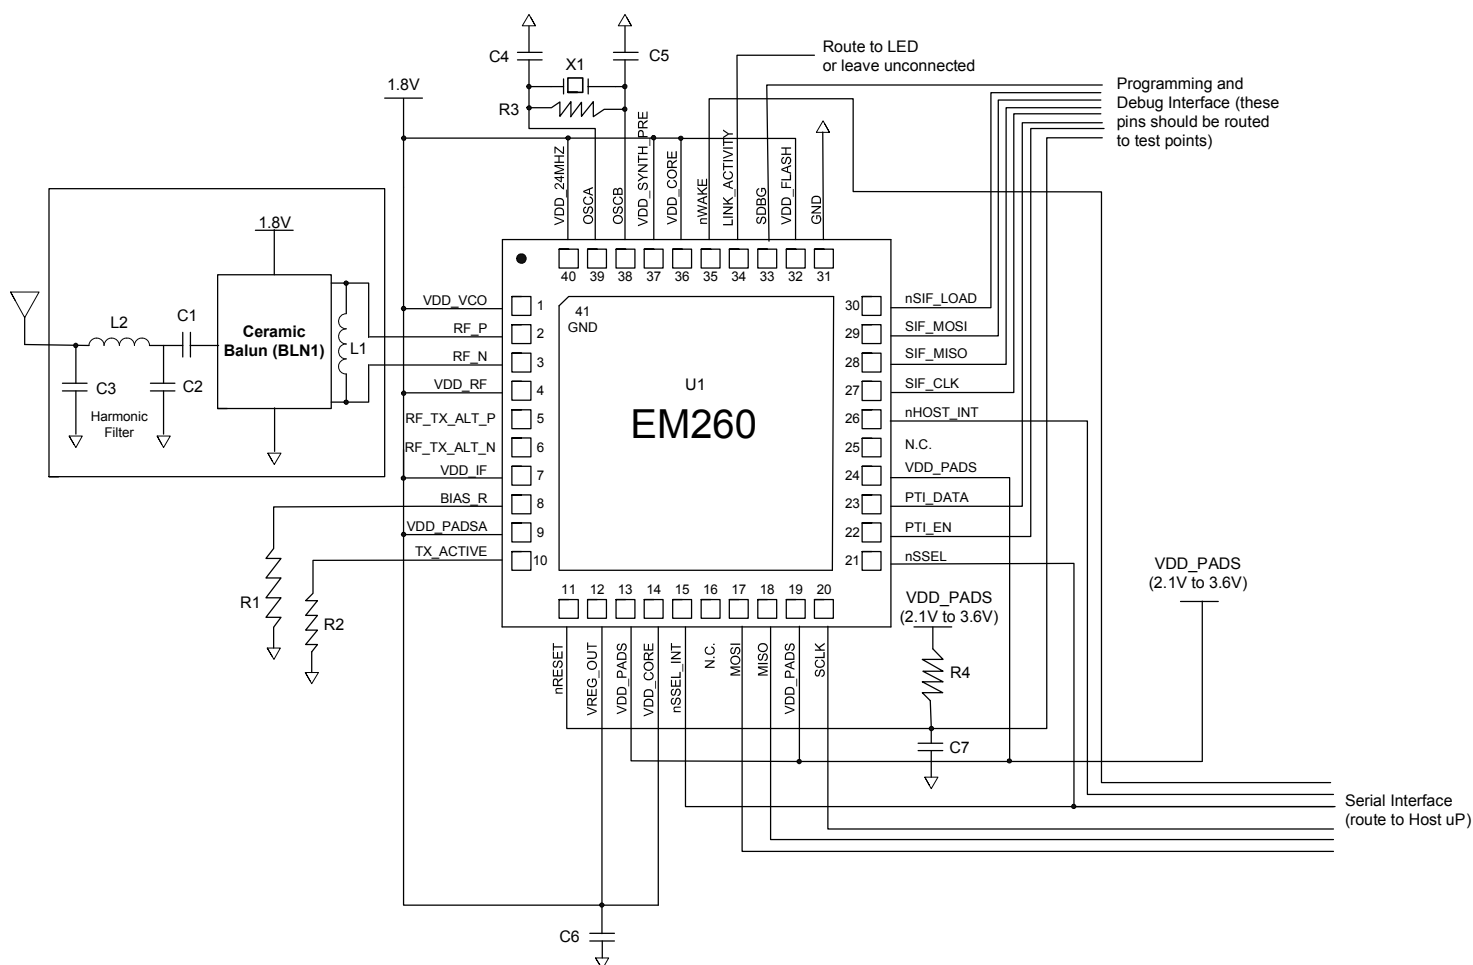 C4
C5
X1
R3
Route to LED
or leave unconnected
Programming and
Debug Interface (these
pins should be routed
to test points)
1.8V
VDD_24MHZ
OSCA
OSCB
VDD_SYNTH_PRE
VDD_CORE
nWAKE
LINK_ACTIVITY
SDBG
VDD_FLASH
GND
40
39
38
37
36
35
34
33
32
31
1.8V
Ceramic
Balun (BLN1)
L1
L2
C1
C2
C3
Harmonic
Filter
VDD_VCO
1
RF_P
2
RF_N
3
VDD_RF
4
RF_TX_ALT_P
5
RF_TX_ALT_N
6
VDD_IF
7
BIAS_R
8
VDD_PADSA
9
TX_ACTIVE
10
R1
R2
41
GND
U1
EM260
30
nSIF_LOAD
29
SIF_MOSI
28
SIF_MISO
27
SIF_CLK
26
nHOST_INT
25
N.C.
24
VDD_PADS
23
PTI_DATA
22
PTI_EN
21
nSSEL
11
12
13
14
15
16
17
18
19
20
nRESET
VREG_OUT
VDD_PADS
VDD_CORE
nSSEL_INT
N.C.
MOSI
MISO
VDD_PADS
SCLK
VDD_PADS
(2.1V to 3.6V)
R4
C7
VDD_PADS
(2.1V to 3.6V)
Serial Interface
(route to Host uP)
C6